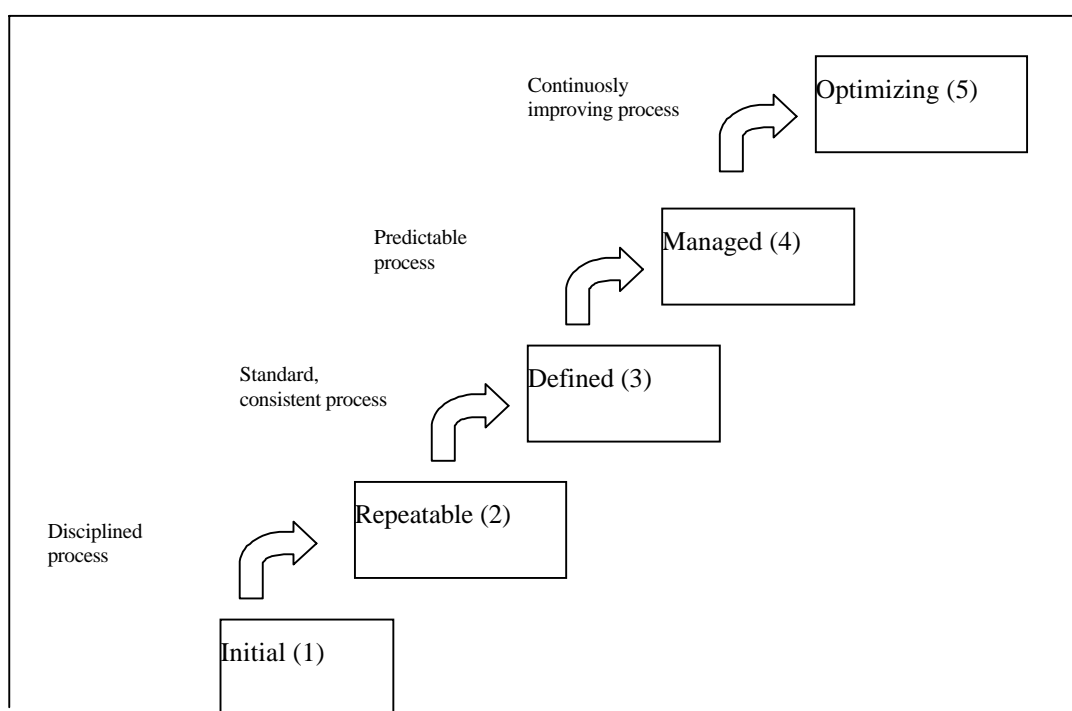 Continuosly
improving process
Optimizing (5)
Predictable
process
Managed (4)
Standard,
consistent process
Defined (3)
Disciplined
process
Repeatable (2)
Initial (1)